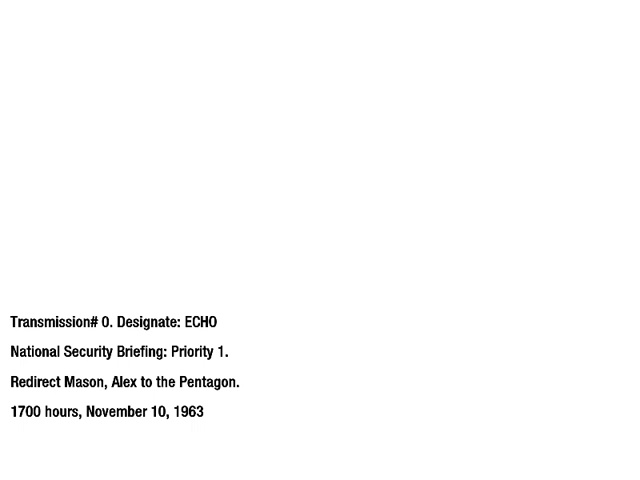 Transmission# 0. Designate: ECHO
National Security Briefing: Priority 1.
Redirect Mason, Alex to the Pentagon.
1700 hours, November 10, 1963